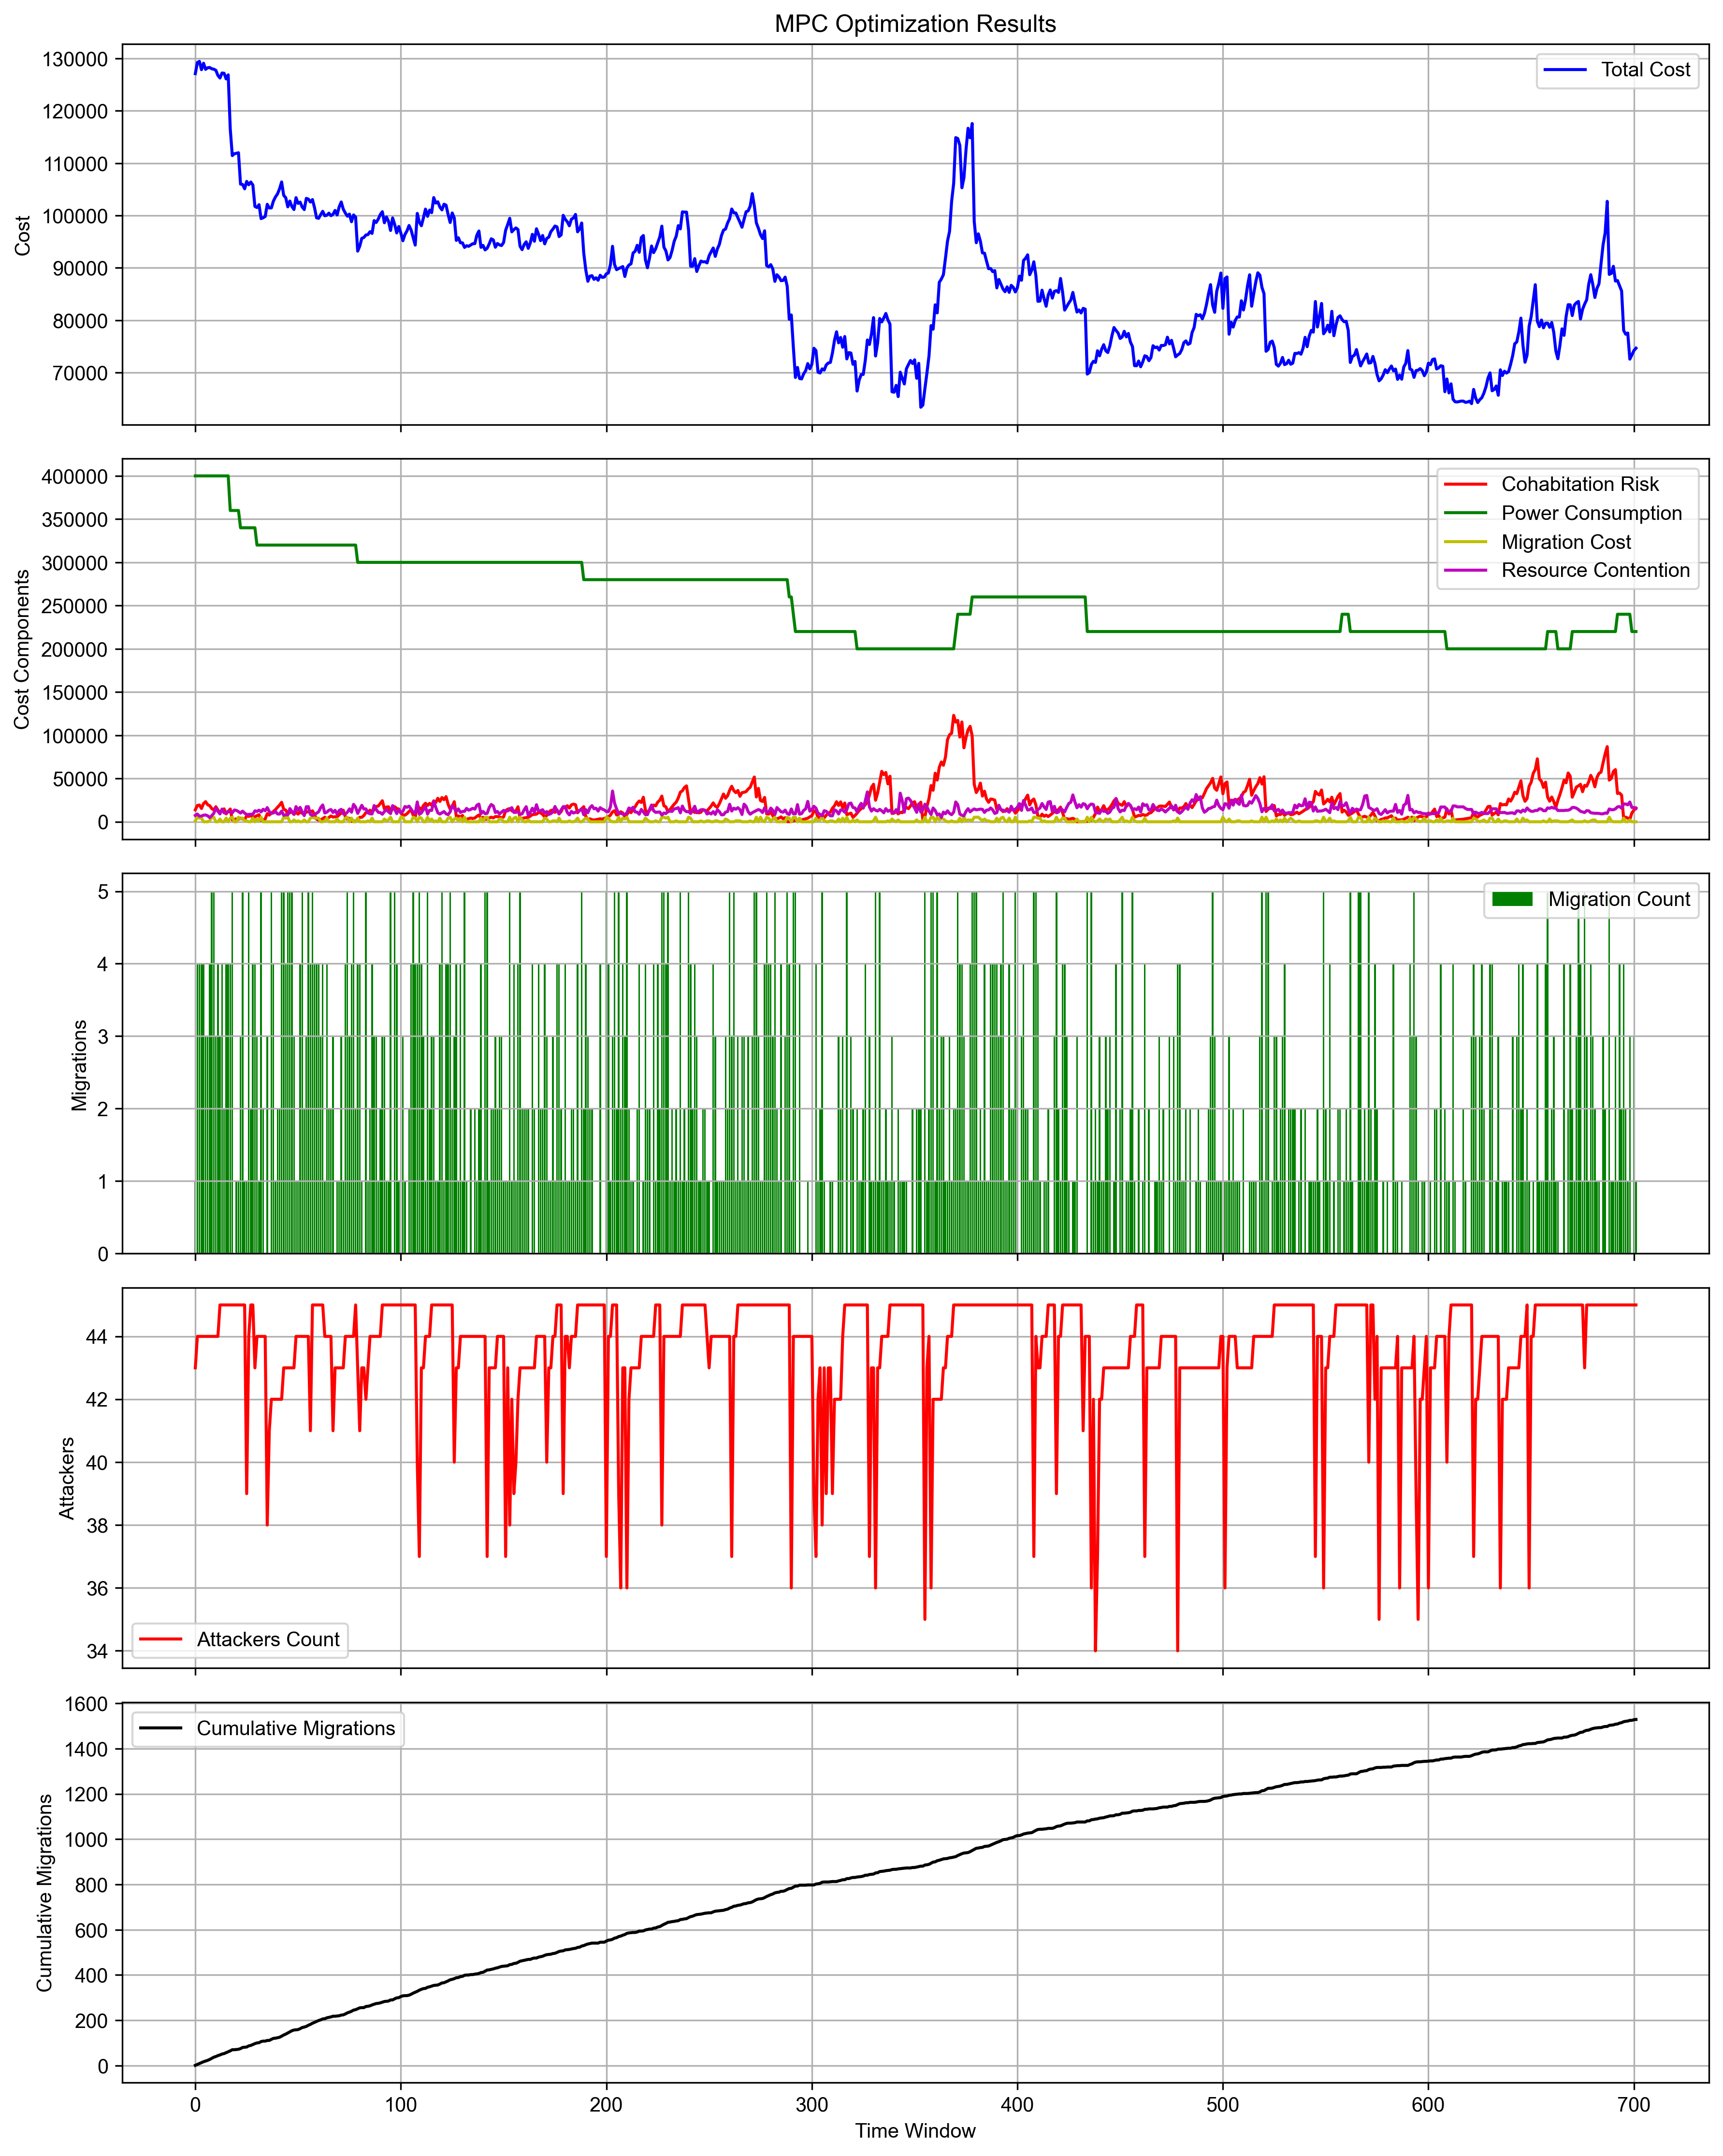 MPC Optimization Results
130000
120000
110000
100000
90000
80000
70000
Cost
Total Cost
400000
350000
300000
250000
200000
150000
100000
50000
0
Cost Components
Cohabitation Risk
Power Consumption
Migration Cost
Resource Contention
5
4
3
2
1
0
Migrations
Migration Count
44
42
40
38
36
34
Attackers
Attackers Count
1600
1400
1200
1000
800
600
400
200
0
Cumulative Migrations
Cumulative Migrations
0 100 200 300 400 500 600 700
Time Window